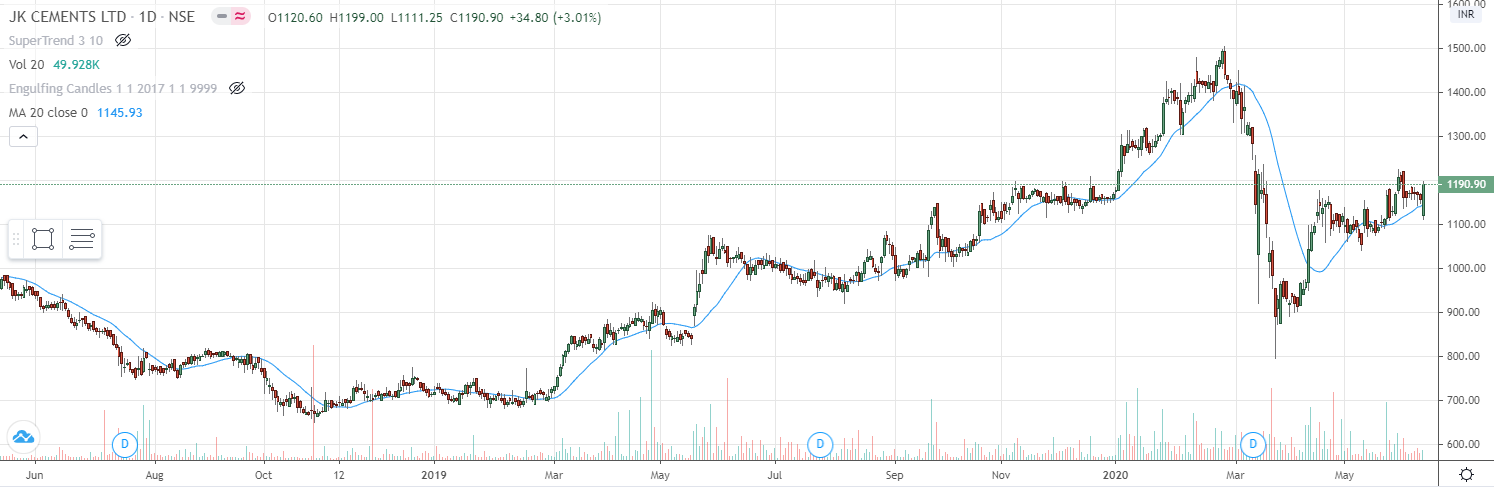 JK CEMENTS LTD · 1D · NSE O1120.60 H1199.00 L1111.25 C1190.90 +34.80 (+3.01%)
SuperTrend 3 10
Vol 20 49.928K
Engulfing Candles 1 1 2017 1 1 9999
MA 20 close 0 1145.93
1600.00
INR
1500.00
1400.00
1300.00
1190.90
1100.00
1000.00
900.00
800.00
700.00
600.00
D D D
Jun Aug Oct 12 2019 Mar May Jul Sep Nov 2020 Mar May